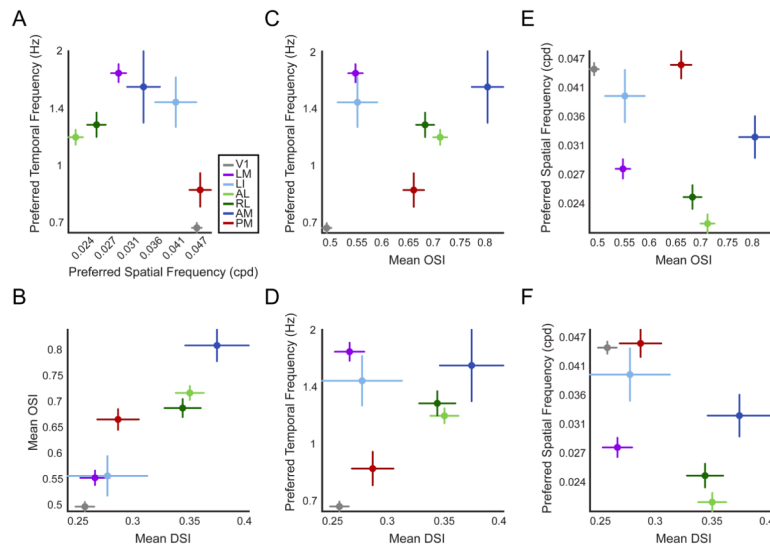 A
Preferred Temporal Frequency (Hz)
2
1.4
1
0.7
0.024
0.027
0.031
0.036
0.041
0.047
Preferred Spatial Frequency (cpd)
V1
LM
LI
AL
RL
AM
PM
C
Preferred Temporal Frequency (Hz)
2
1.4
1
0.7
0.5 0.55 0.6 0.65 0.7 0.75 0.8
Mean OSI
E
Preferred Spatial Frequency (cpd)
0.047
0.041
0.036
0.031
0.027
0.024
0.5 0.55 0.6 0.65 0.7 0.75 0.8
Mean OSI
B
Mean OSI
0.8
0.75
0.7
0.65
0.6
0.55
0.5
0.25 0.3 0.35 0.4
Mean DSI
D
Preferred Temporal Frequency (Hz)
2
1.4
1
0.7
0.25 0.3 0.35 0.4
Mean DSI
F
Preferred Spatial Frequency (cpd)
0.047
0.041
0.036
0.031
0.027
0.024
0.25 0.3 0.35 0.4
Mean DSI